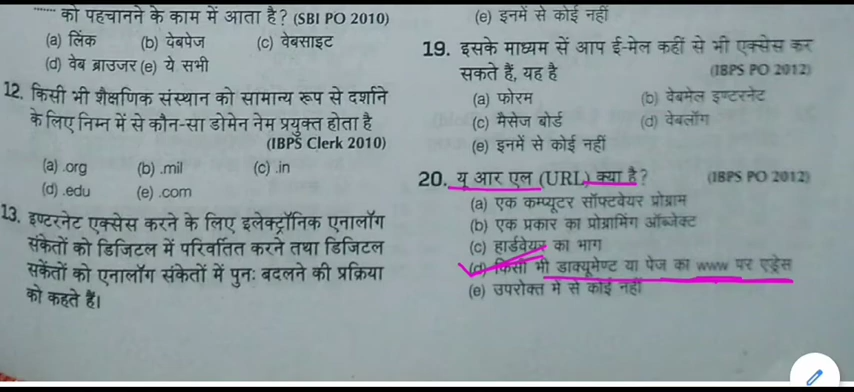 को पहचानने के काम में आता है? (SBI PO 2010)
(a) लिंक (b) वेबपेज (c) वेबसाइट
(d) वेब ब्राउजर (e) ये सभी
12. किसी भी शैक्षणिक संस्थान को सामान्य रूप से दर्शाने
के लिए निम्न में से कौन-सा डोमेन नेम प्रयुक्त होता है
(IBPS Clerk 2010)
(a) .org (b) .mil (c) .in
(d) .edu (e) .com
13. इण्टरनेट एक्सेस करने के लिए इलेक्ट्रॉनिक एनालॉग
संकेतों को डिजिटल में परिवर्तित करने तथा डिजिटल
संकेतों को एनालॉग संकेतों में पुनः बदलने की प्रक्रिया
को कहते हैं।
(e) इनमें से कोई नहीं
19. इसके माध्यम सें आप ई-मेल कहीं से भी एक्सेस कर
सकते हैं, यह है (IBPS PO 2012)
(a) फोरम (b) वेबमेल इण्टरनेट
(c) मैसेज बोर्ड (d) वेबलॉग
(e) इनमें से कोई नहीं
20. यू आर एल (URL) क्या है? (IBPS PO 2012)
(a) एक कम्प्यूटर सॉफ्टवेयर प्रोग्राम
(b) एक प्रकार का प्रोग्रामिंग ऑब्जेक्ट
(c) हार्डवेयर का भाग
(d) किसी भी डाक्यूमेण्ट या पेज का www पर एड्रेस
(e) उपरोक्त में से कोई नहीं